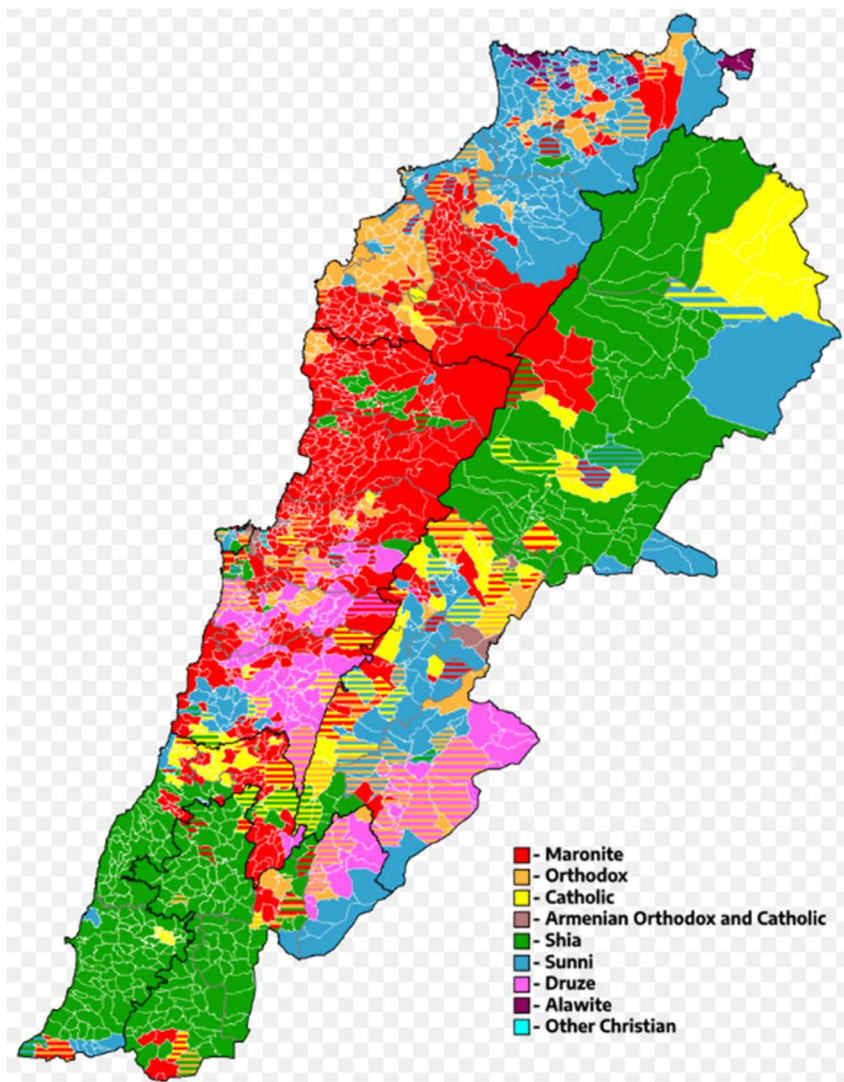 - Maronite
- Orthodox
- Catholic
- Armenian Orthodox and Catholic
- Shia
- Sunni
- Druze
- Alawite
- Other Christian